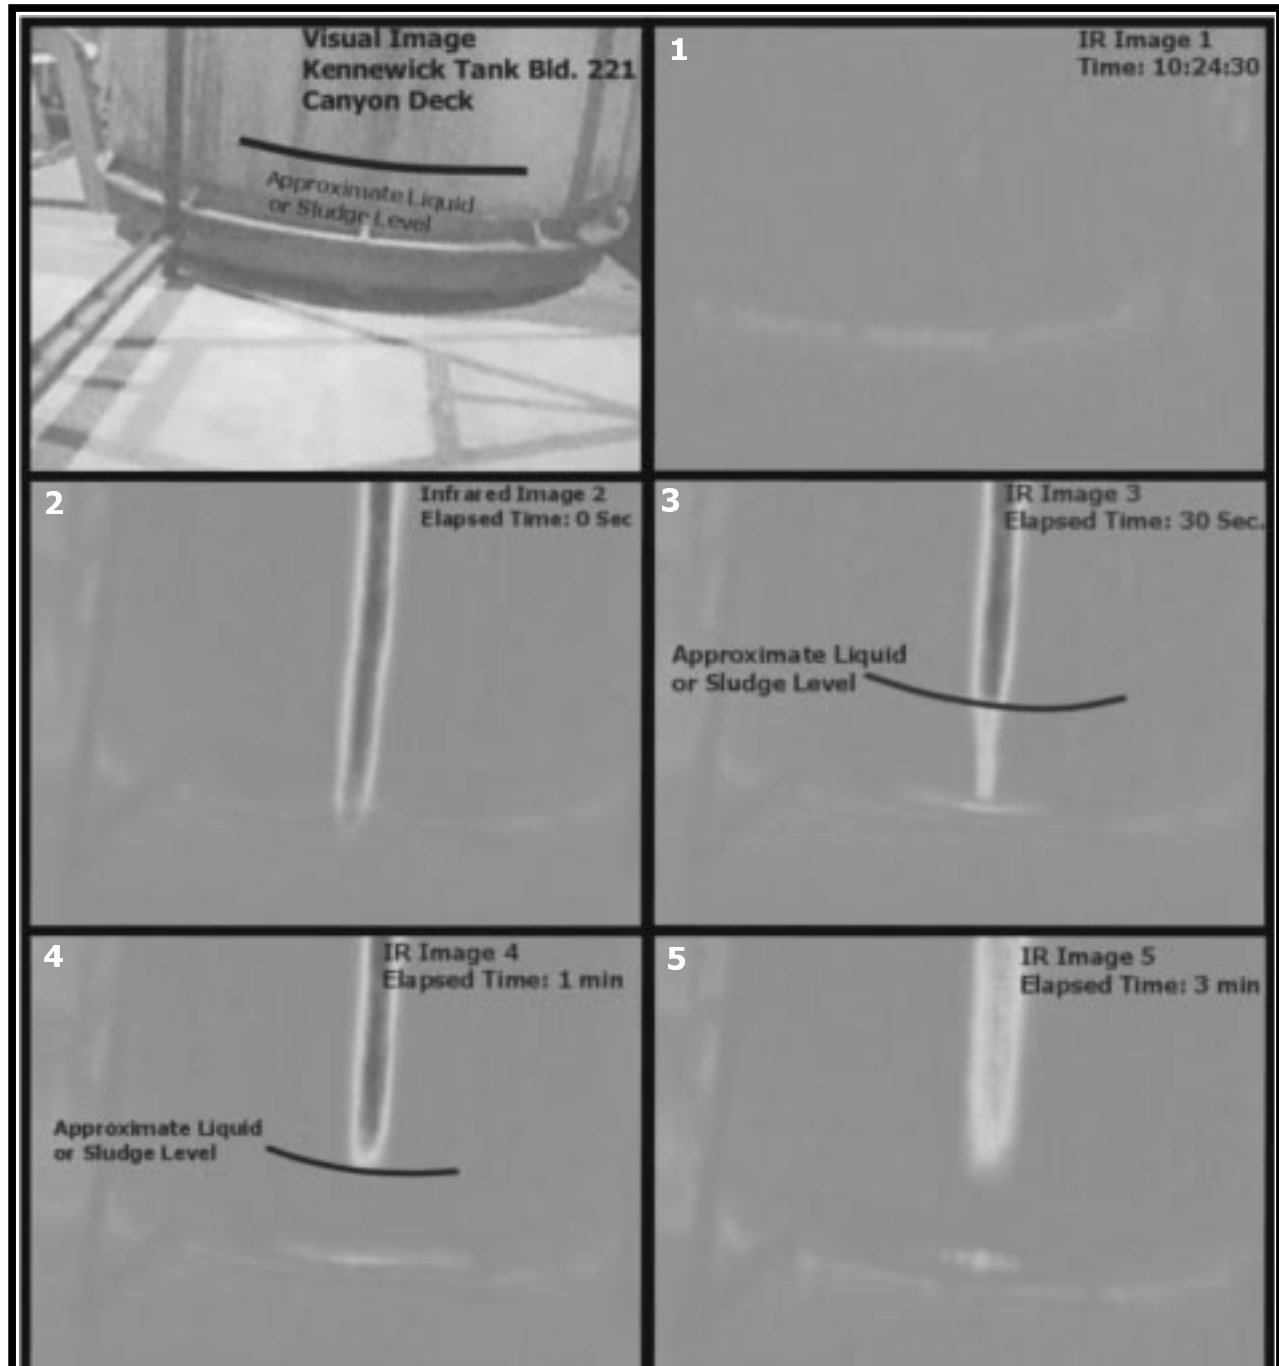 Visual Image
Kennewick Tank Bld. 221
Canyon Deck
Approximate Liquid
or Sludge Level
1
IR Image 1
Time: 10:24:30
2
Infrared Image 2
Elapsed Time: 0 Sec
3
IR Image 3
Elapsed Time: 30 Sec.
Approximate Liquid
or Sludge Level
4
IR Image 4
Elapsed Time: 1 min
Approximate Liquid
or Sludge Level
5
IR Image 5
Elapsed Time: 3 min